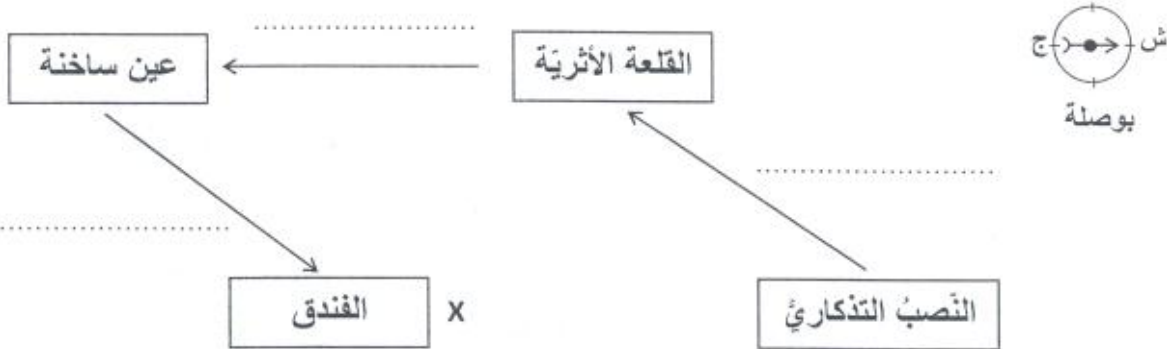 ش ج
بوصلة
القلعة الأثريّة
عين ساخنة
النّصبُ التذكاريُّ
X
الفندق